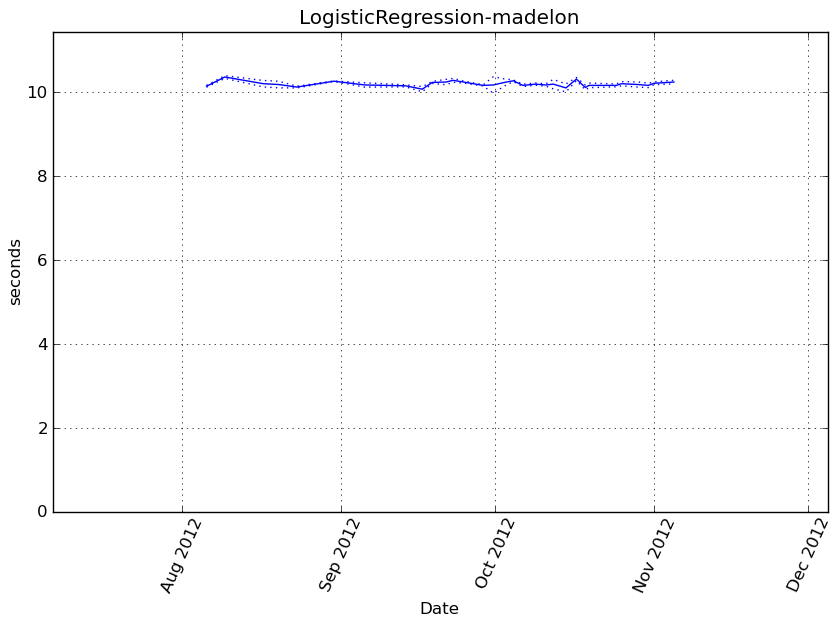 LogisticRegression-madelon
10
8
6
4
2
0
seconds
Aug 2012
Sep 2012
Oct 2012
Nov 2012
Dec 2012
Date